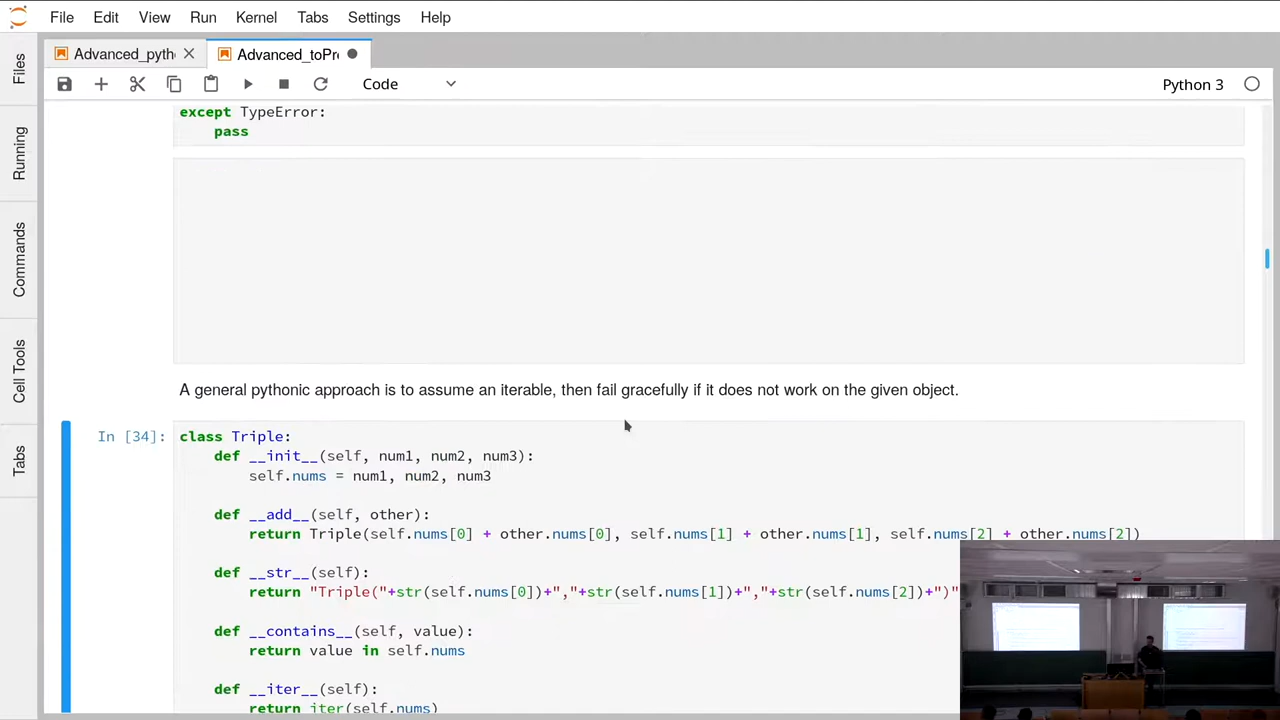 File Edit View Run Kernel Tabs Settings Help
Advanced_pyth
Advanced_toPr
Code
Python 3
Files
Running
Commands
Cell Tools
Tabs
except TypeError:
    pass
A general pythonic approach is to assume an iterable, then fail gracefully if it does not work on the given object.
In [34]:
class Triple:
    def __init__(self, num1, num2, num3):
        self.nums = num1, num2, num3
    def __add__(self, other):
        return Triple(self.nums[0] + other.nums[0], self.nums[1] + other.nums[1], self.nums[2] + other.nums[2])
    def __str__(self):
        return "Triple("+str(self.nums[0])+","+str(self.nums[1])+","+str(self.nums[2])+")"
    def __contains__(self, value):
        return value in self.nums
    def __iter__(self):
        return iter(self.nums)